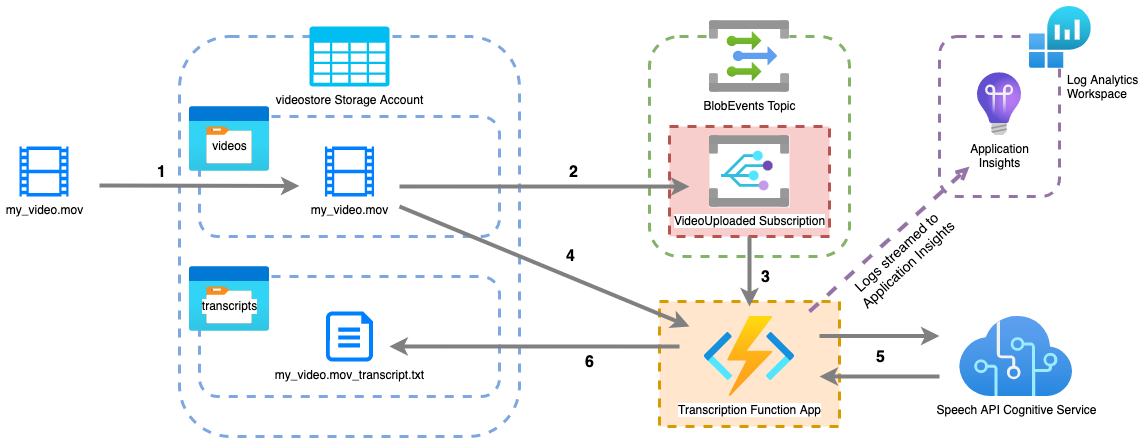 videostore Storage Account
BlobEvents Topic
Log Analytics
Workspace
Application
Insights
videos
my_video.mov
1
my_video.mov
2
VideoUploaded Subscription
Logs streamed to
Application Insights
3
4
transcripts
my_video.mov_transcript.txt
6
Transcription Function App
5
Speech API Cognitive Service